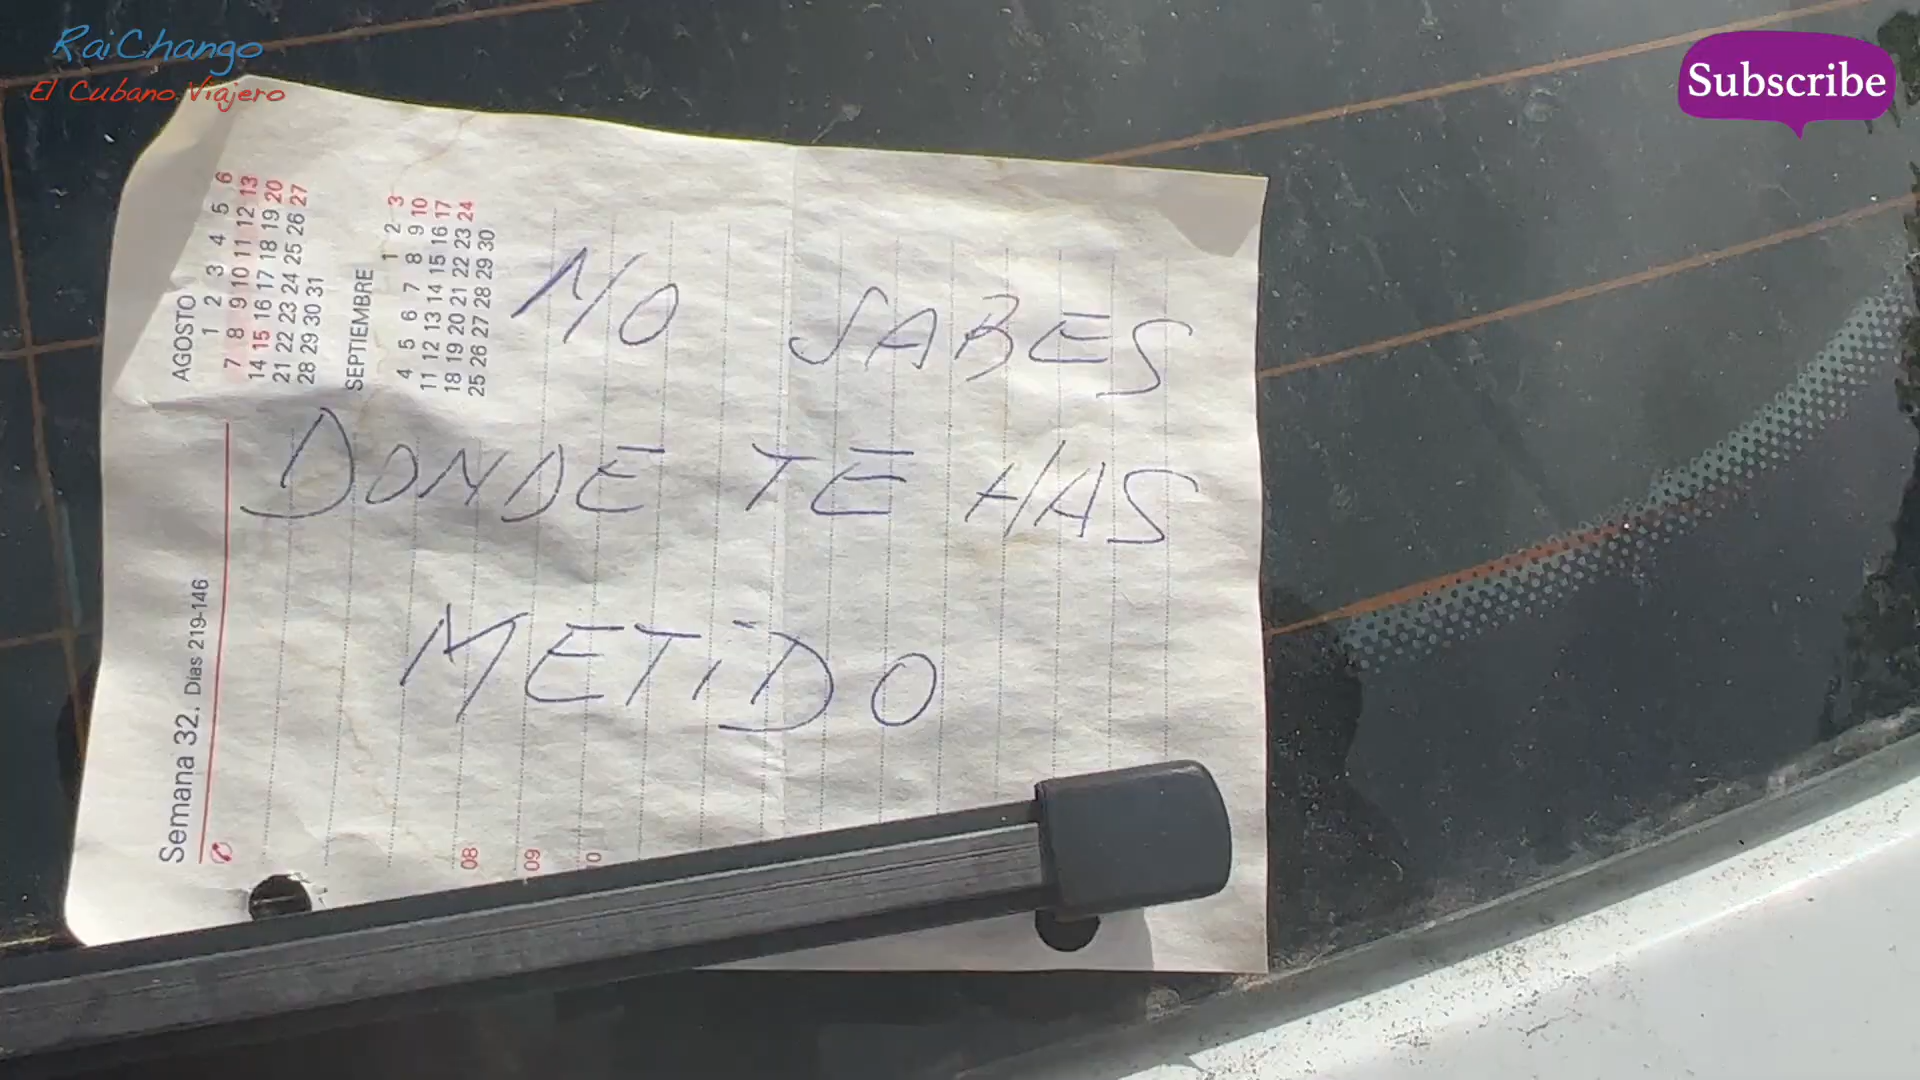 RaiChango
El Cubano Viajero
Subscribe
NO SABES
DONDE TE HAS
METIDO
AGOSTO
1 2 3 4 5 6
7 8 9 10 11 12 13
14 15 16 17 18 19 20
21 22 23 24 25 26 27
28 29 30 31
SEPTIEMBRE
1 2 3
4 5 6 7 8 9 10
11 12 13 14 15 16 17
18 19 20 21 22 23 24
25 26 27 28 29 30
Semana 32. Días 219-146
08
09
10